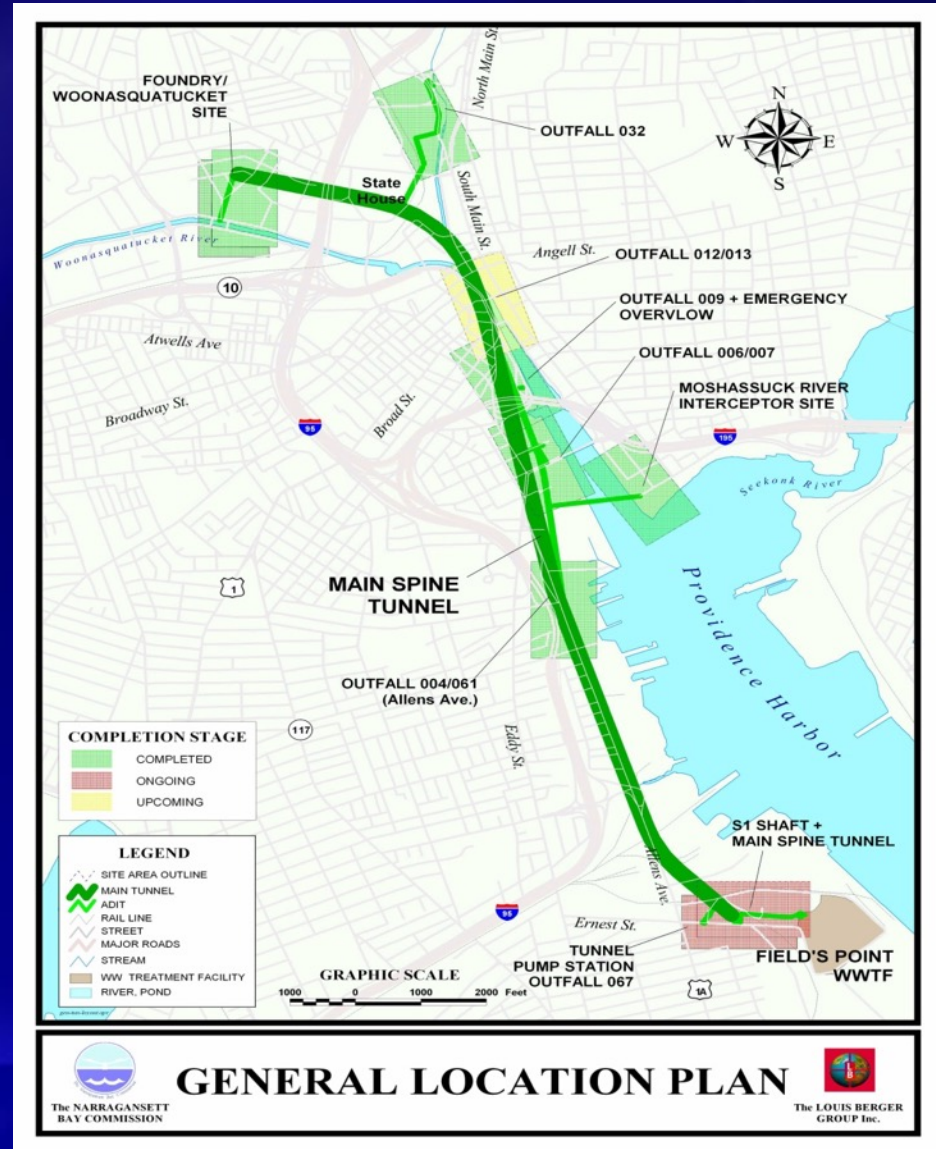 FOUNDRY/
WOONASQUATUCKET
SITE
North Main St.
OUTFALL 032
N
W
E
S
State
House
South Main St.
Angell St.
Woonasquatucket River
10
OUTFALL 012/013
OUTFALL 009 + EMERGENCY
OVERVLOW
OUTFALL 006/007
Atwells Ave
MOSHASSUCK RIVER
INTERCEPTOR SITE
Broadway St.
Broad St.
95
195
Seekonk River
1
MAIN SPINE
TUNNEL
Providence Harbor
OUTFALL 004/061
(Allens Ave.)
117
Eddy St.
COMPLETION STAGE
COMPLETED
ONGOING
UPCOMING
S1 SHAFT +
MAIN SPINE TUNNEL
Allens Ave.
LEGEND
SITE AREA OUTLINE
MAIN TUNNEL
ADIT
RAIL LINE
STREET
MAJOR ROADS
STREAM
WW TREATMENT FACILITY
RIVER, POND
95
Ernest St.
TUNNEL
PUMP STATION
OUTFALL 067
FIELD'S POINT
WWTF
1A
GRAPHIC SCALE
1000 0 1000 2000 Feet
The NARRAGANSETT
BAY COMMISSION
GENERAL LOCATION PLAN
LB
The LOUIS BERGER
GROUP Inc.